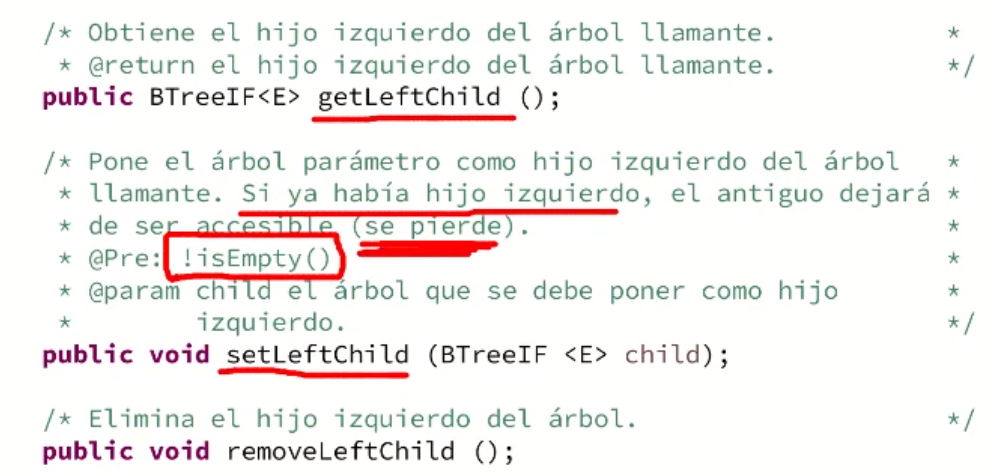 /* Obtiene el hijo izquierdo del árbol llamante. *
* @return el hijo izquierdo del árbol llamante. */
public BTreeIF<E> getLeftChild ();
/* Pone el árbol parámetro como hijo izquierdo del árbol *
* llamante. Si ya había hijo izquierdo, el antiguo dejará *
* de ser accesible (se pierde). *
* @Pre: !isEmpty() *
* @param child el árbol que se debe poner como hijo *
* izquierdo. */
public void setLeftChild (BTreeIF <E> child);
/* Elimina el hijo izquierdo del árbol. */
public void removeLeftChild ();